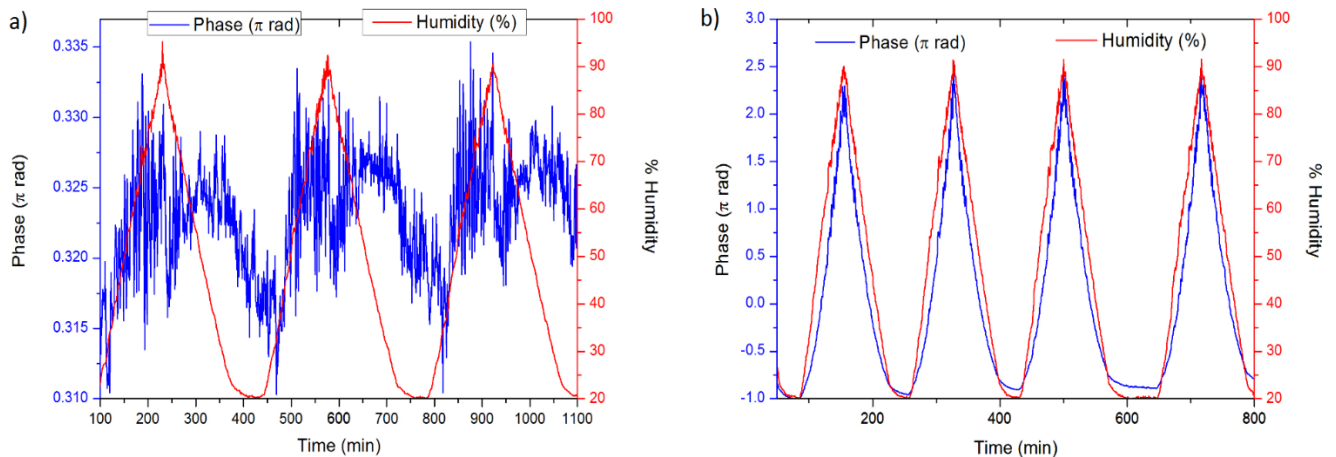 a)
Phase (π rad) Humidity (%)
0.335
0.330
0.325
0.320
0.315
0.310
Phase (π rad)
100
90
80
70
60
50
40
30
20
% Humidity
100 200 300 400 500 600 700 800 900 1000 1100
Time (min)
b)
Phase (π rad) Humidity (%)
3.0
2.5
2.0
1.5
1.0
0.5
0.0
-0.5
-1.0
Phase (π rad)
100
90
80
70
60
50
40
30
20
% Humidity
200 400 600 800
Time (min)